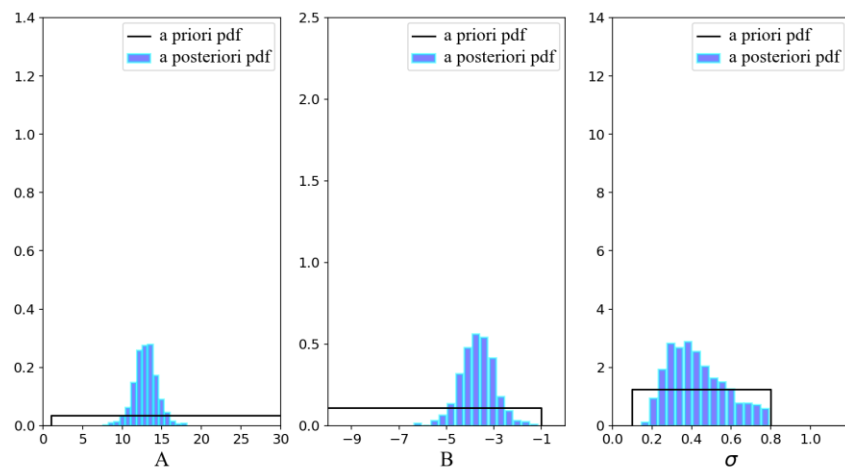 1.4
1.2
1.0
0.8
0.6
0.4
0.2
0.0
0 5 10 15 20 25 30
A
a priori pdf
a posteriori pdf
2.5
2.0
1.5
1.0
0.5
0.0
−9 −7 −5 −3 −1
B
a priori pdf
a posteriori pdf
14
12
10
8
6
4
2
0
0.0 0.2 0.4 0.6 0.8 1.0
σ
a priori pdf
a posteriori pdf